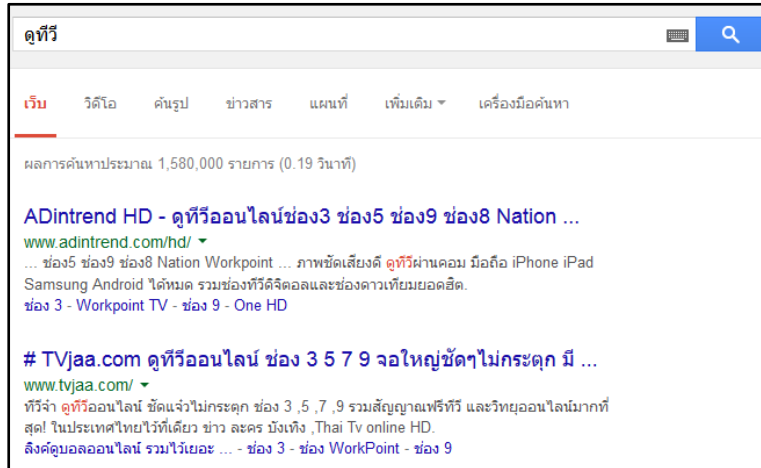 ดูทีวี
เว็บ วิดีโอ ค้นรูป ข่าวสาร แผนที่ เพิ่มเติม เครื่องมือค้นหา
ผลการค้นหาประมาณ 1,580,000 รายการ (0.19 วินาที)
ADintrend HD - ดูทีวีออนไลน์ช่อง3 ช่อง5 ช่อง9 ช่อง8 Nation ...
www.adintrend.com/hd/
... ช่อง5 ช่อง9 ช่อง8 Nation Workpoint ... ภาพชัดเสียงดี ดูทีวีผ่านคอม มือถือ iPhone iPad
Samsung Android ได้หมด รวมช่องทีวีดิจิตอลและช่องดาวเทียมยอดฮิต.
ช่อง 3 - Workpoint TV - ช่อง 9 - One HD
# TVjaa.com ดูทีวีออนไลน์ ช่อง 3 5 7 9 จอใหญ่ชัดๆไม่กระตุก มี ...
www.tvjaa.com/
ทีวีจ๋า ดูทีวีออนไลน์ ชัดแจ๋วไม่กระตุก ช่อง 3 ,5 ,7 ,9 รวมสัญญาณฟรีทีวี และวิทยุออนไลน์มากที่
สุด! ในประเทศไทยไว้ที่เดียว ข่าว ละคร บันเทิง ,Thai Tv online HD.
ลิงค์ดูบอลออนไลน์ รวมไว้เยอะ ... - ช่อง 3 - ช่อง WorkPoint - ช่อง 9